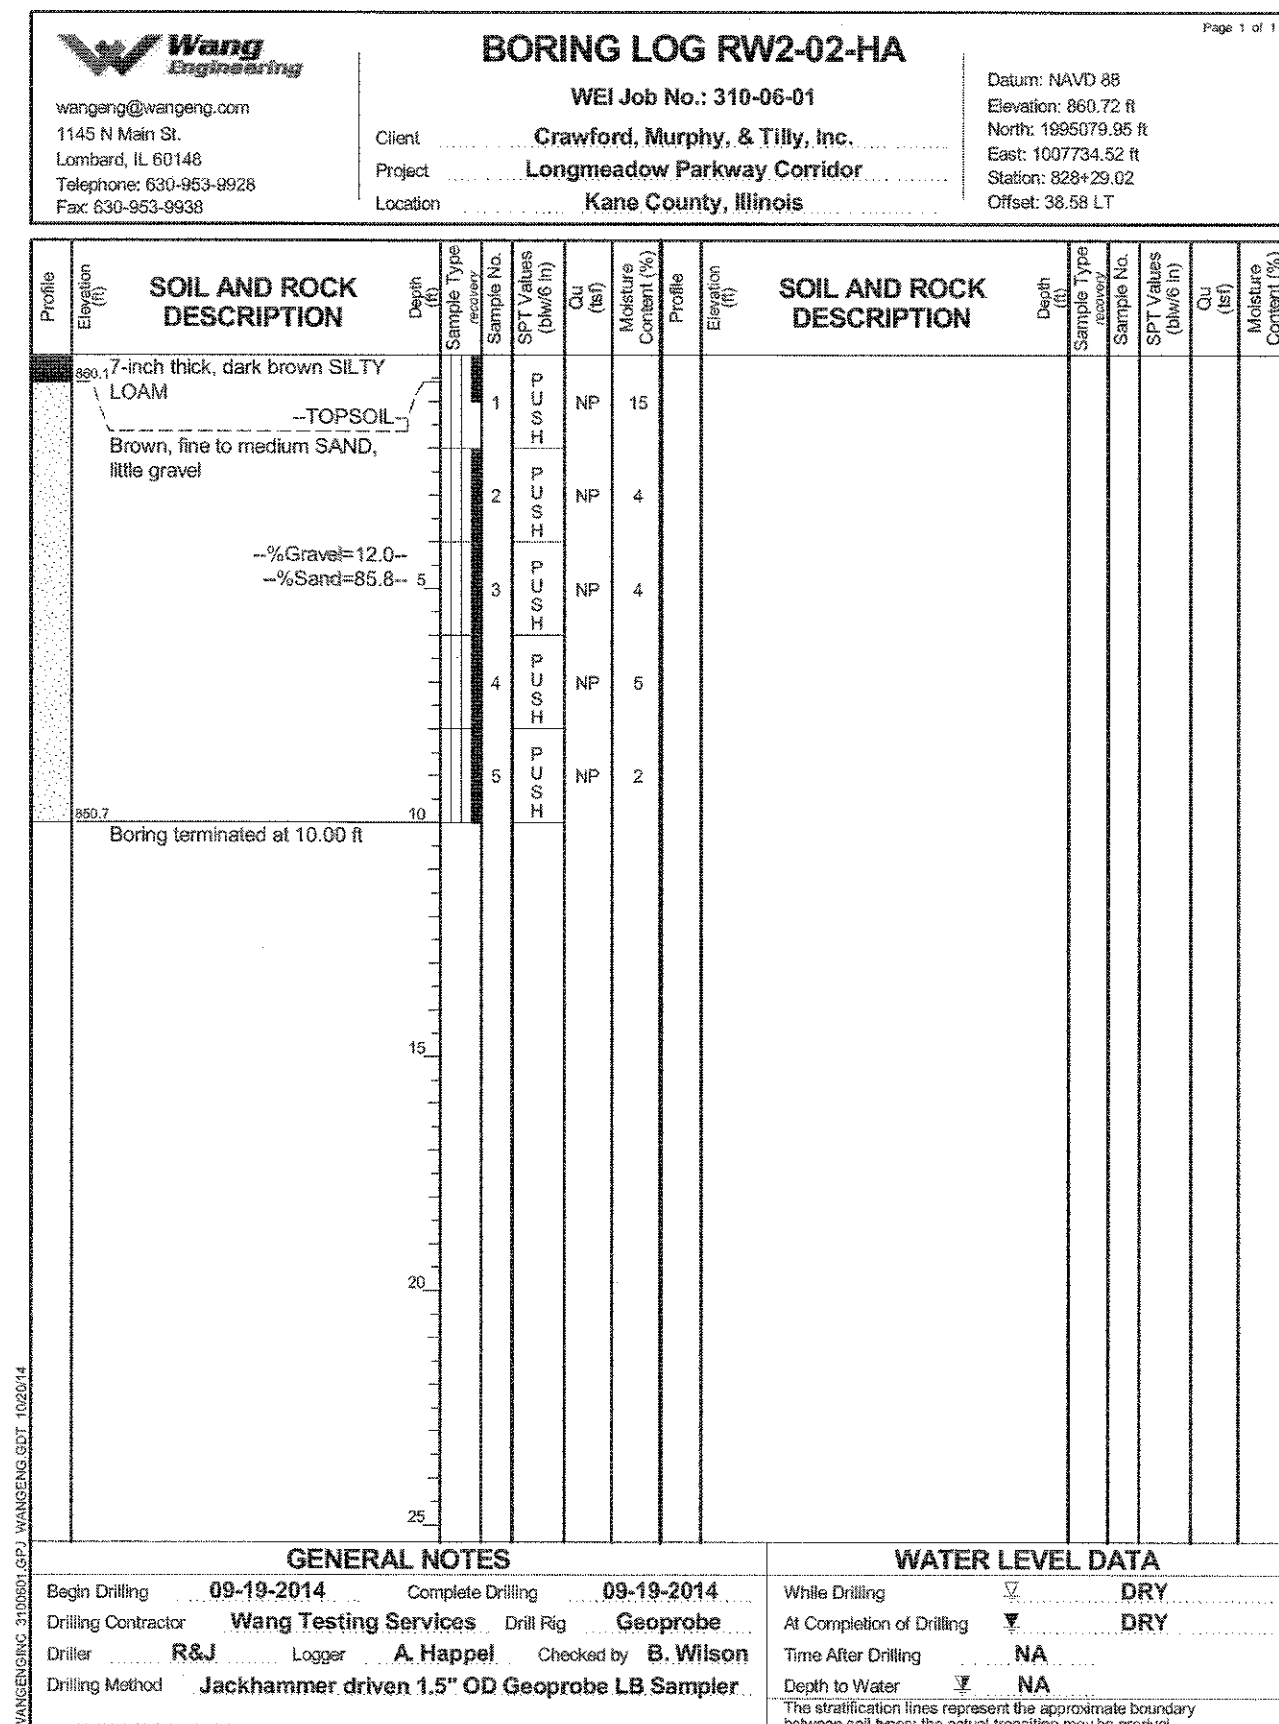 Page 1 of 1
Wang
Engineering
wangeng@wangeng.com
1145 N Main St.
Lombard, IL 60148
Telephone: 630-953-9928
Fax: 630-953-9938
BORING LOG RW2-02-HA
WEI Job No.: 310-06-01
Client Crawford, Murphy, & Tilly, Inc.
Project Longmeadow Parkway Corridor
Location Kane County, Illinois
Datum: NAVD 88
Elevation: 860.72 ft
North: 1995079.95 ft
East: 1007734.52 ft
Station: 828+29.02
Offset: 38.58 LT
Profile
Elevation
(ft)
SOIL AND ROCK
DESCRIPTION
Depth
(ft)
Sample Type
recovery
Sample No.
SPT Values
(blw/6 in)
Qu
(tsf)
Moisture
Content (%)
Profile
Elevation
(ft)
SOIL AND ROCK
DESCRIPTION
Depth
(ft)
Sample Type
recovery
Sample No.
SPT Values
(blw/6 in)
Qu
(tsf)
Moisture
Content (%)
860.1 7-inch thick, dark brown SILTY
LOAM
--TOPSOIL--
1 PUSH NP 15
Brown, fine to medium SAND,
little gravel
2 PUSH NP 4
--%Gravel=12.0--
--%Sand=85.8-- 5
3 PUSH NP 4
4 PUSH NP 5
5 PUSH NP 2
850.7 10
Boring terminated at 10.00 ft
15
20
25
VANGENGINC 3100601.GPJ WANGENG.GDT 10/20/14
GENERAL NOTES
Begin Drilling 09-19-2014 Complete Drilling 09-19-2014
Drilling Contractor Wang Testing Services Drill Rig Geoprobe
Driller R&J Logger A. Happel Checked by B. Wilson
Drilling Method Jackhammer driven 1.5" OD Geoprobe LB Sampler
WATER LEVEL DATA
While Drilling DRY
At Completion of Drilling DRY
Time After Drilling NA
Depth to Water NA
The stratification lines represent the approximate boundary
between soil types; the actual transition may be gradual.